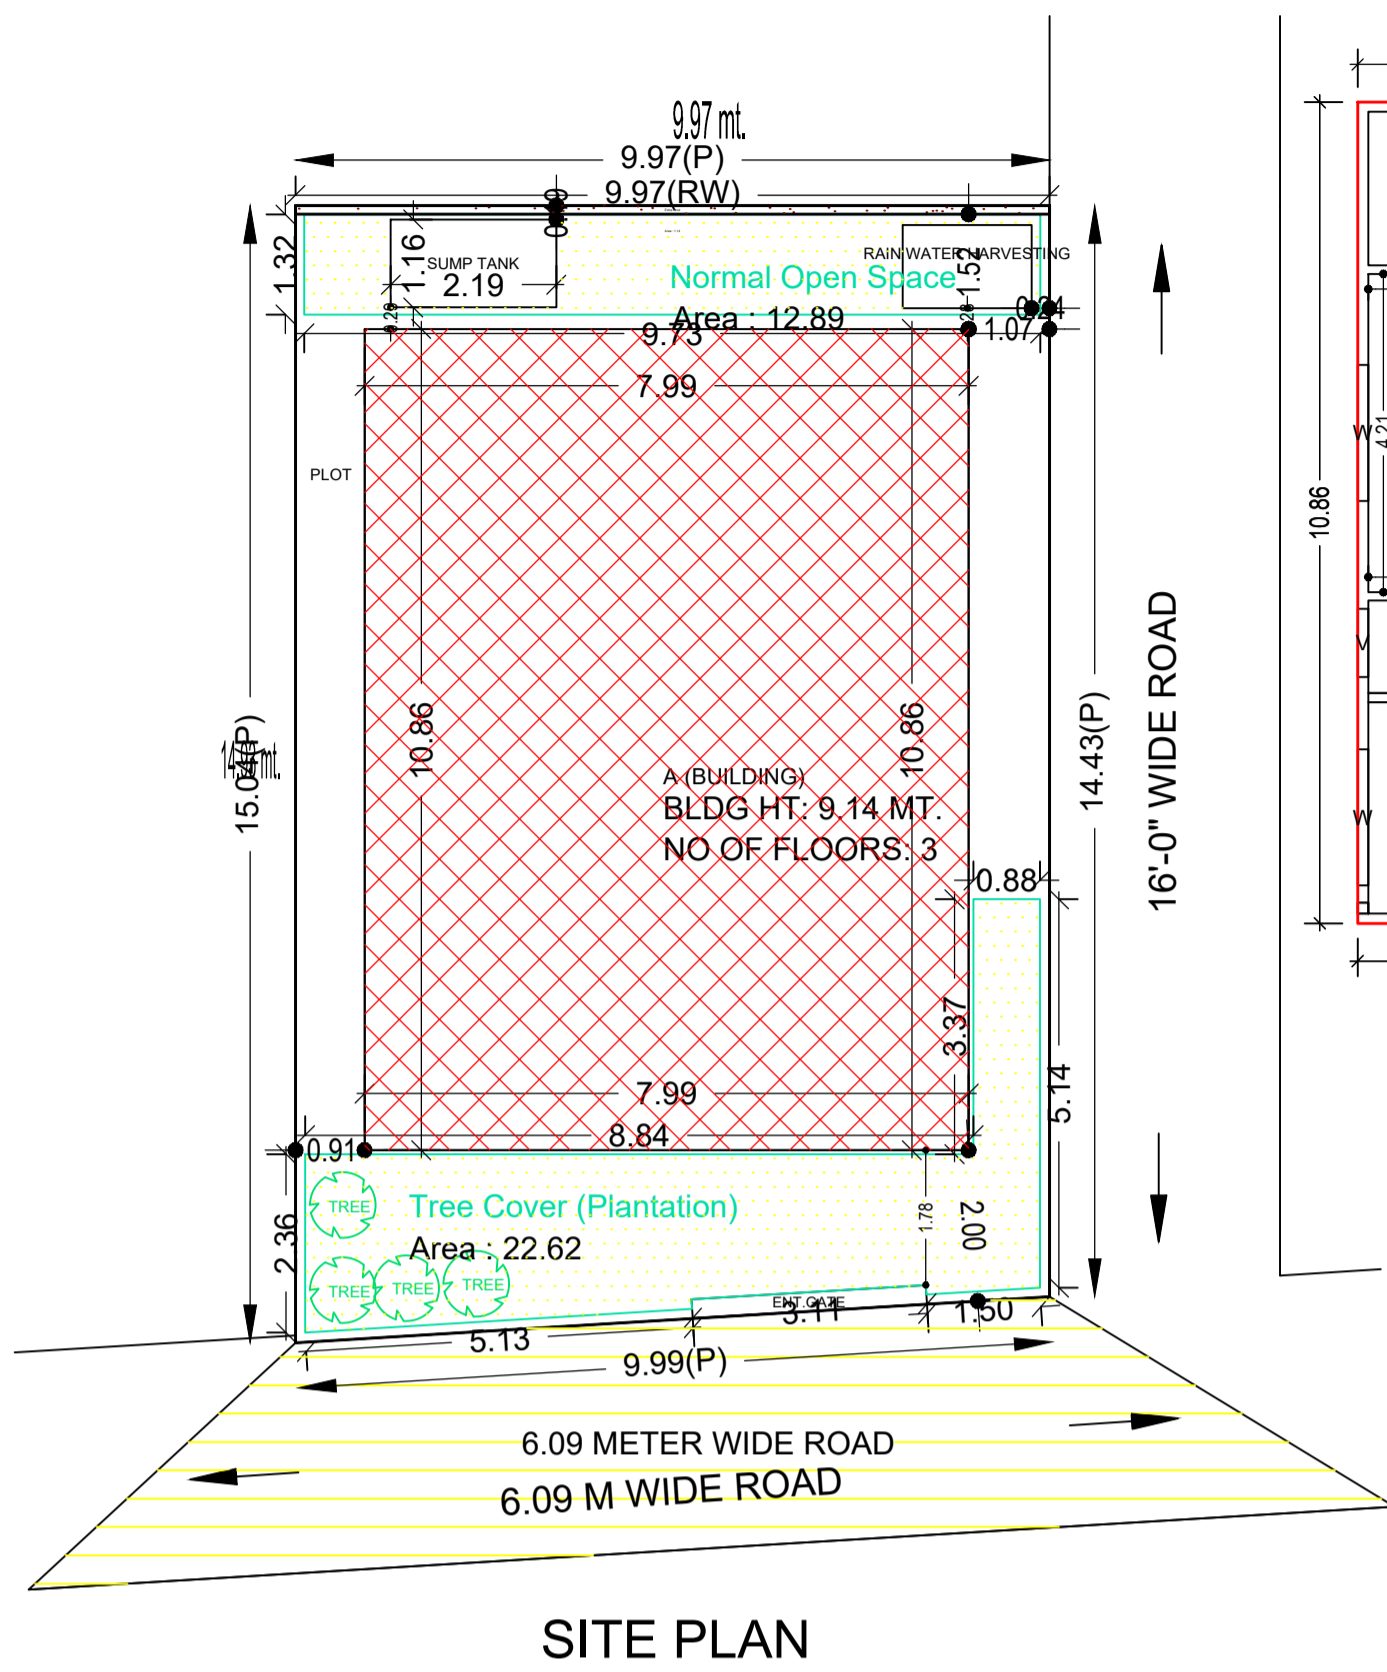 9.97 mt.
9.97(P)
9.97(RW)
1.32
1.16
SUMP TANK
2.19
RAIN WATER HARVESTING
1.52
Normal Open Space
Area : 12.89
0.24
1.07
9.73
7.99
PLOT
10.86
10.86
15.04(P)
14.43(P)
16'-0" WIDE ROAD
A (BUILDING)
BLDG HT: 9.14 MT.
NO OF FLOORS: 3
0.88
3.37
5.14
7.99
8.84
0.91
TREE
Tree Cover (Plantation)
Area : 22.62
2.36
1.78
2.00
TREE
TREE
TREE
ENT.GATE
3.11
1.50
5.13
9.99(P)
6.09 METER WIDE ROAD
6.09 M WIDE ROAD
SITE PLAN
10.86
4.21
W
V
W